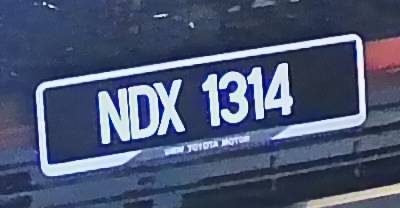 NDX 1314
UMW TOYOTA MOTOR